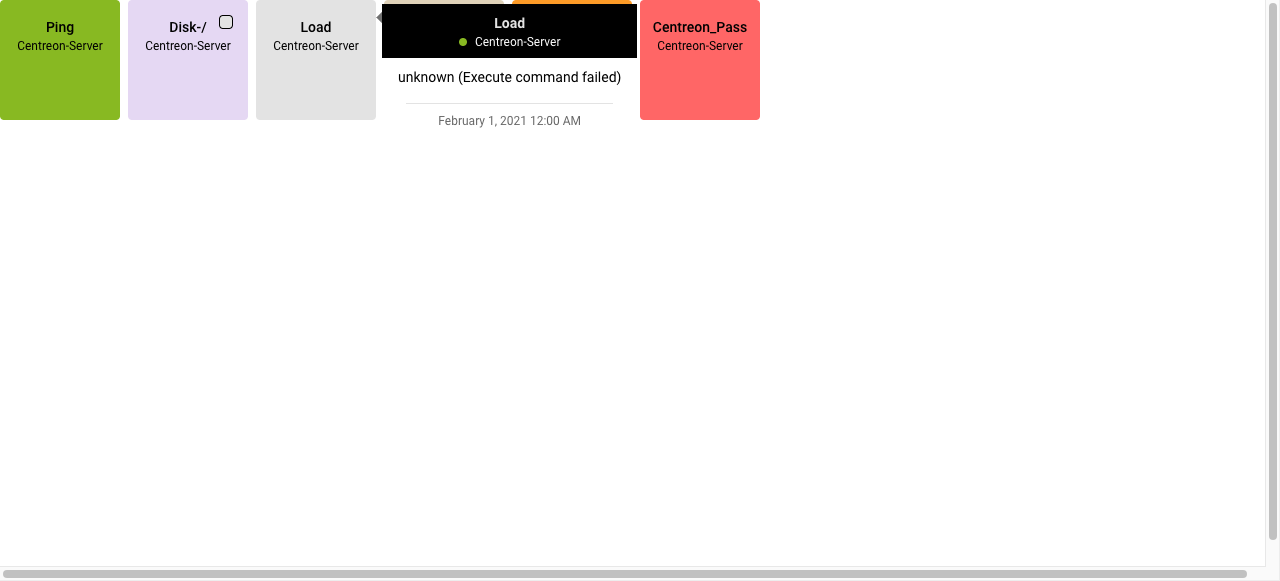 Ping
Centreon-Server
Disk-/
Centreon-Server
Load
Centreon-Server
Load
Centreon-Server
unknown (Execute command failed)
February 1, 2021 12:00 AM
Centreon_Pass
Centreon-Server